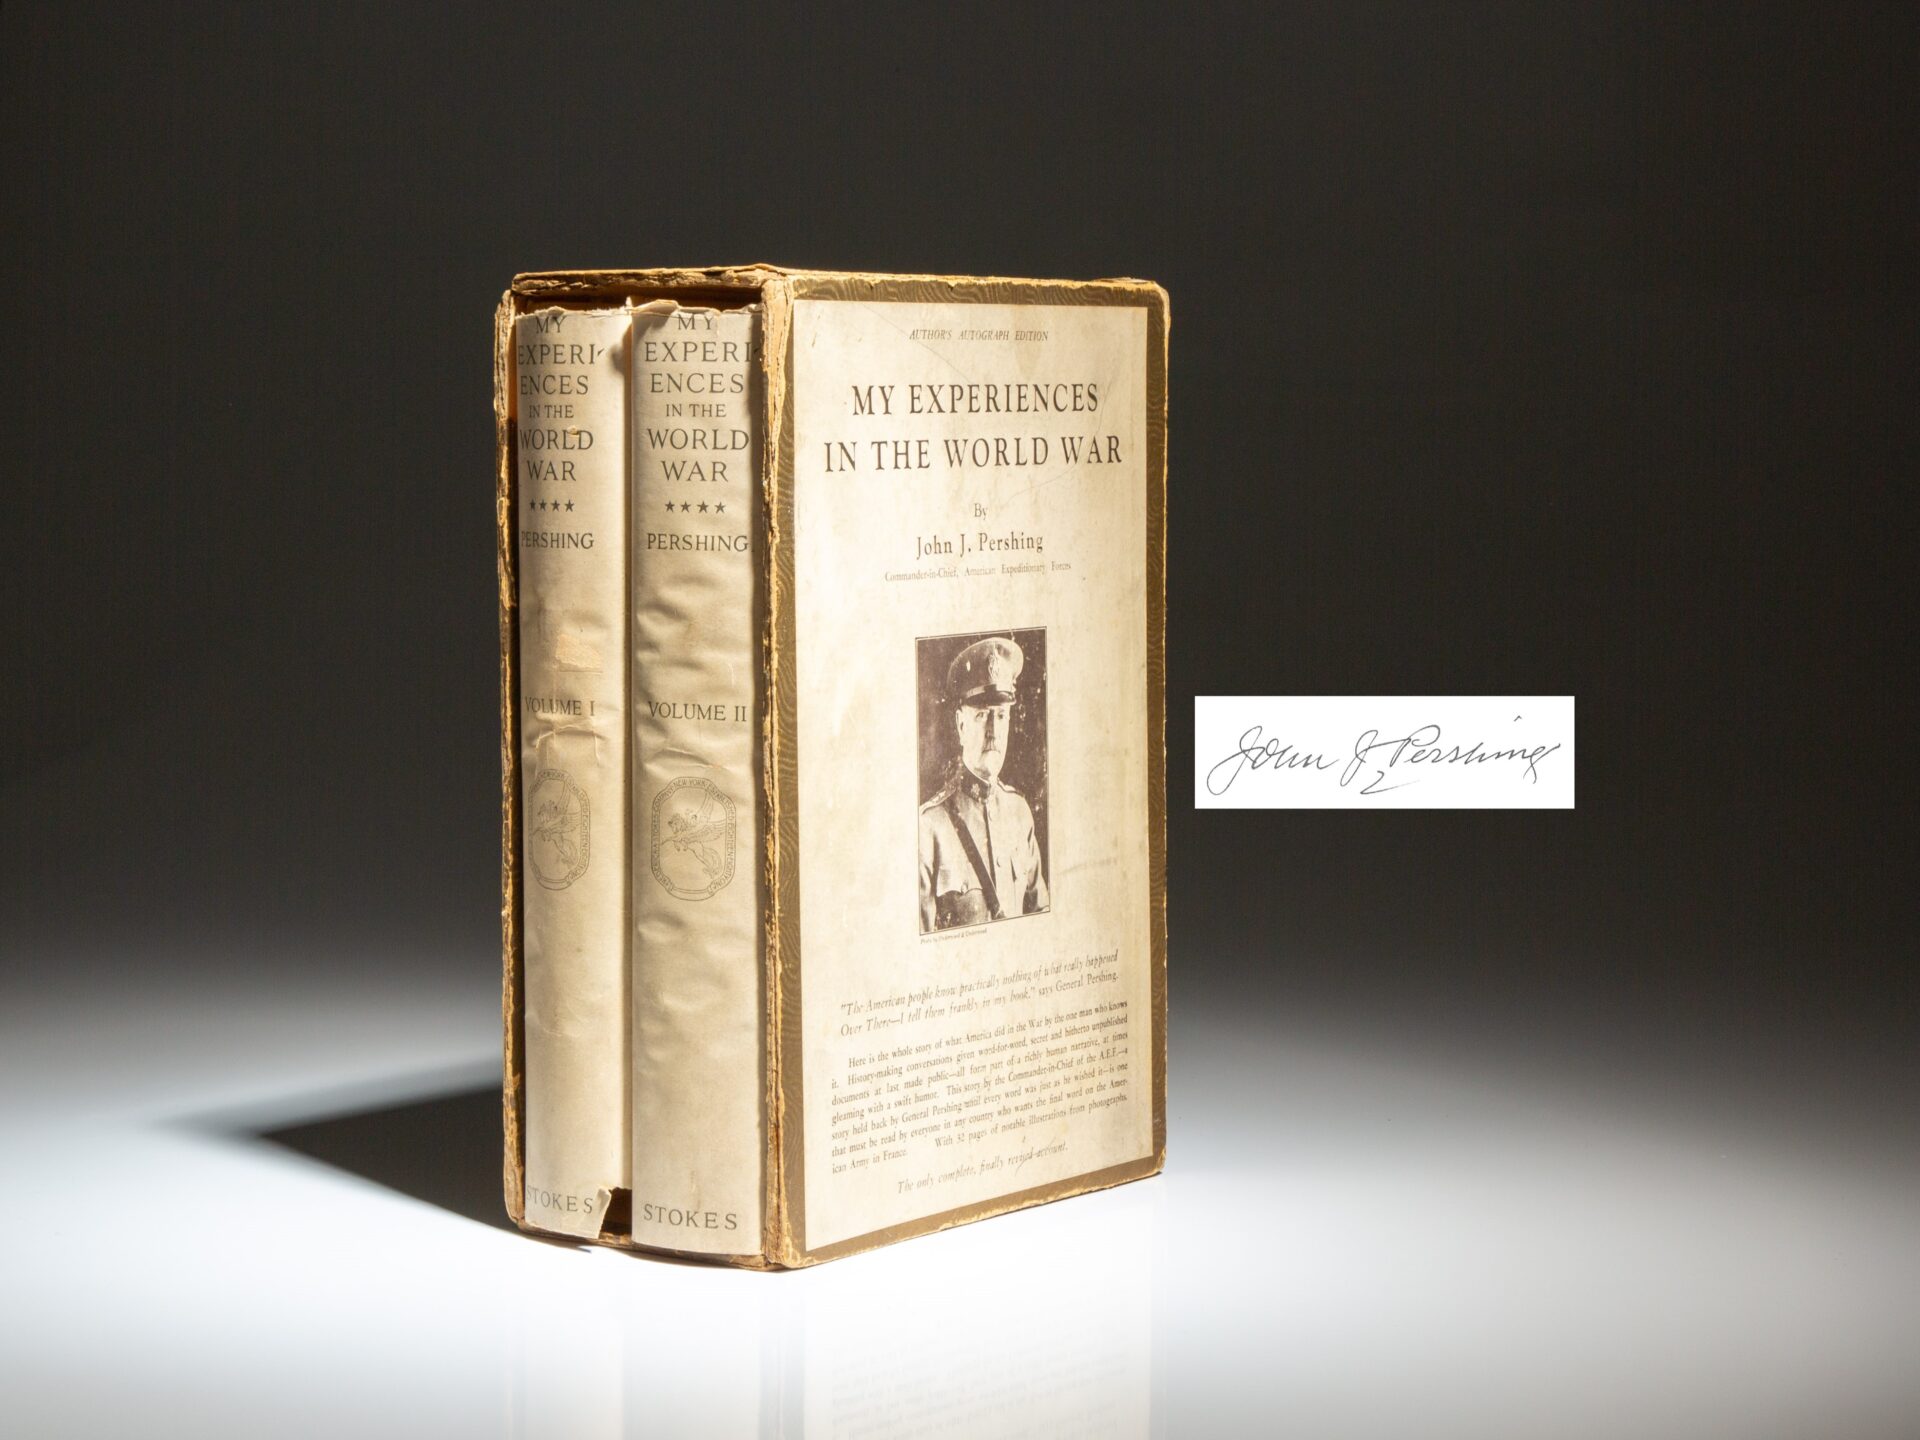 MY
EXPERI-
ENCES
IN THE
WORLD
WAR
★★★★
PERSHING
VOLUME I
STOKES
MY
EXPERI-
ENCES
IN THE
WORLD
WAR
★★★★
PERSHING
VOLUME II
STOKES
AUTHOR'S AUTOGRAPH EDITION
MY EXPERIENCES
IN THE WORLD WAR
By
John J. Pershing
Commander-in-Chief, American Expeditionary Forces
Photo by Underwood & Underwood
"The American people know practically nothing of what really happened
Over There—I tell them frankly in my book," says General Pershing.
Here is the whole story of what America did in the War by the one man who knows
it. History-making conversations given word-for-word, secret and hitherto unpublished
documents at last made public—all form part of a richly human narrative, at times
gleaming with a swift humor. This story by the Commander-in-Chief of the A.E.F.—a
story held back by General Pershing until every word was just as he wished it—is one
that must be read by everyone in any country who wants the final word on the Amer-
ican Army in France. With 32 pages of notable illustrations from photographs.
The only complete, finally revised account.
John J. Pershing